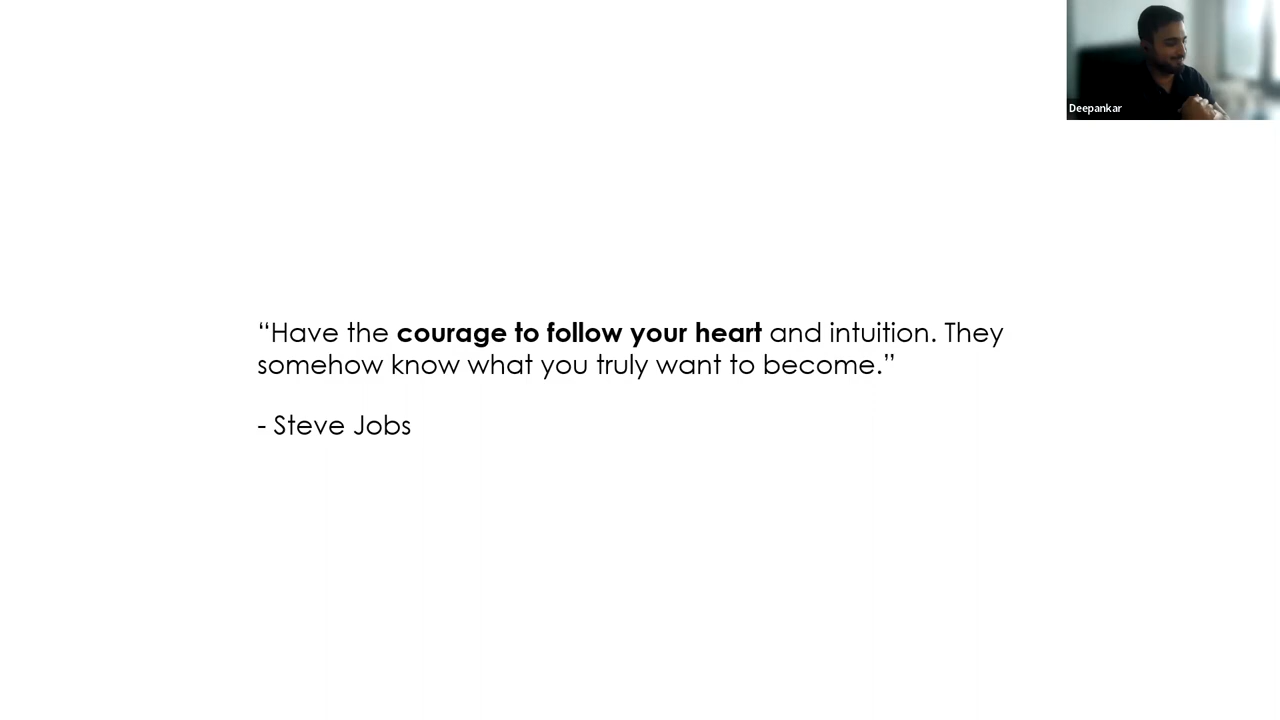 Deepankar
“Have the courage to follow your heart and intuition. They
somehow know what you truly want to become.”
- Steve Jobs